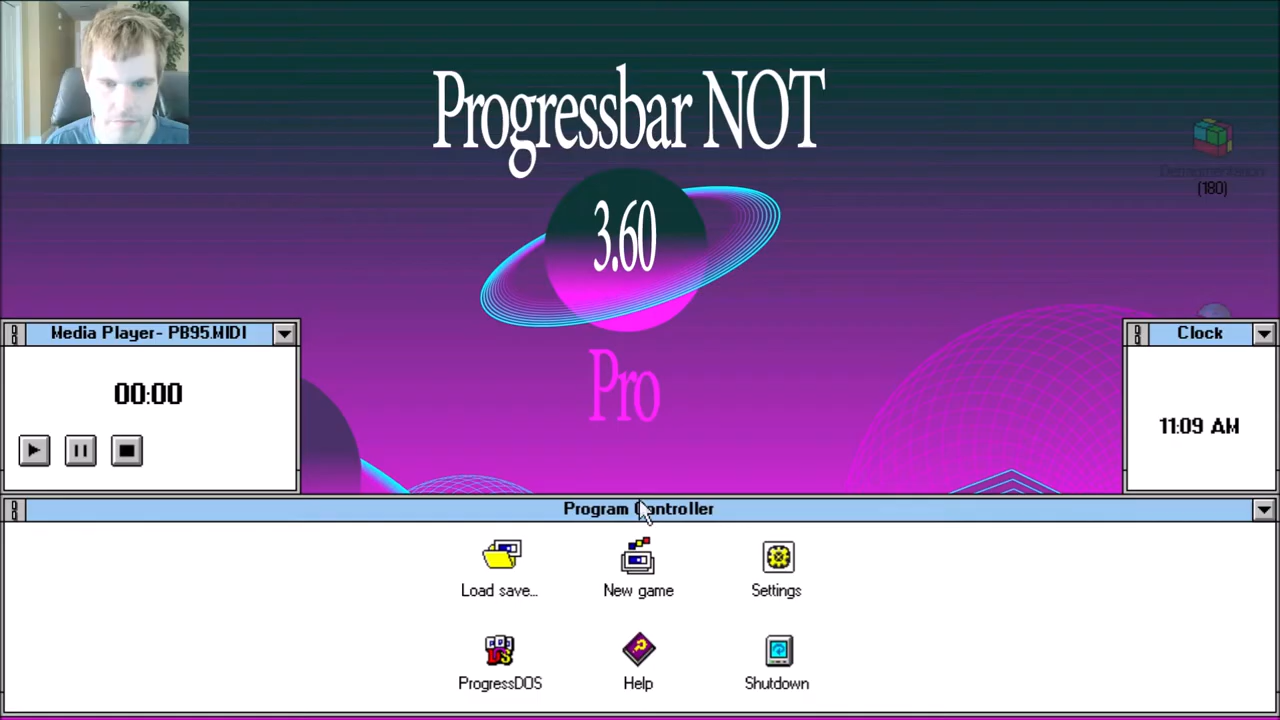 Progressbar NOT
3.60
Pro
Defragmentation
(180)
Media Player- PB95.MIDI
00:00
Clock
11:09 AM
Program Controller
Load save...
New game
Settings
ProgressDOS
Help
Shutdown